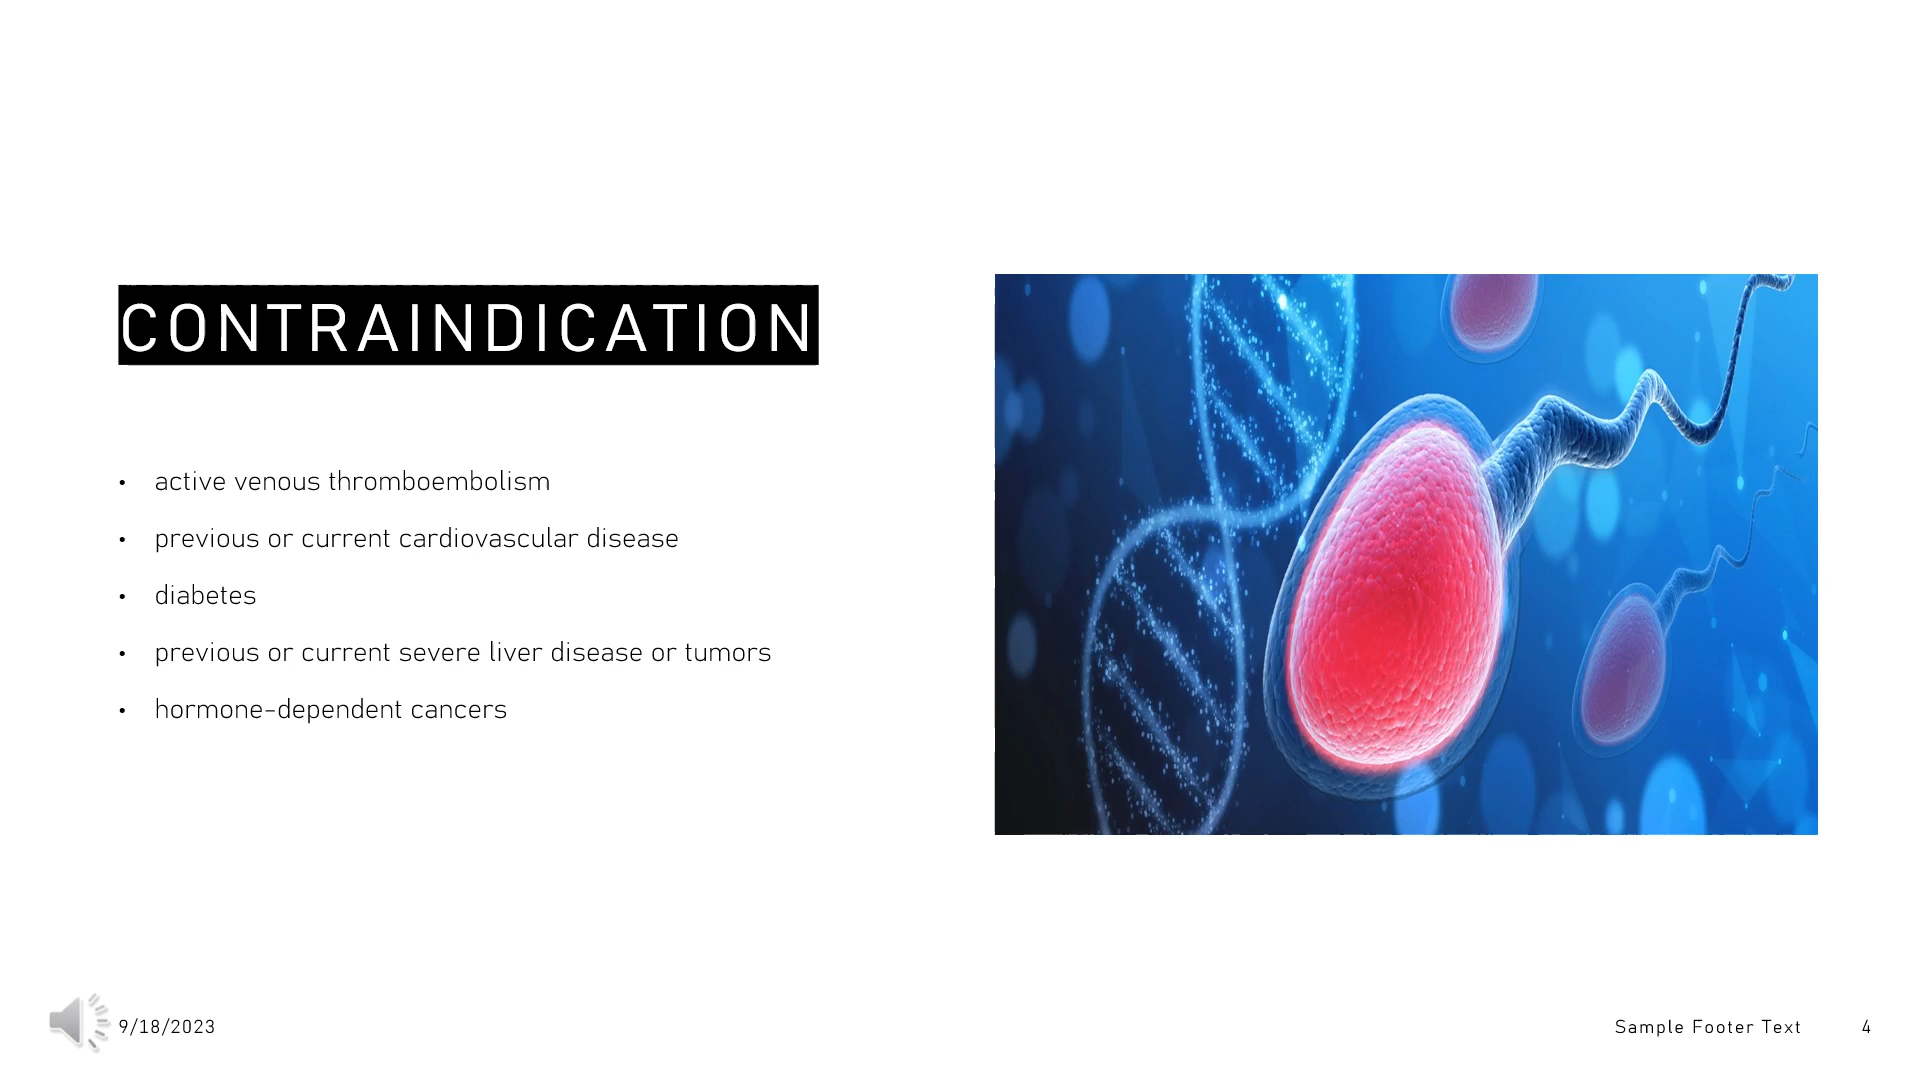 CONTRAINDICATION
• active venous thromboembolism
• previous or current cardiovascular disease
• diabetes
• previous or current severe liver disease or tumors
• hormone-dependent cancers
9/18/2023
Sample Footer Text
4